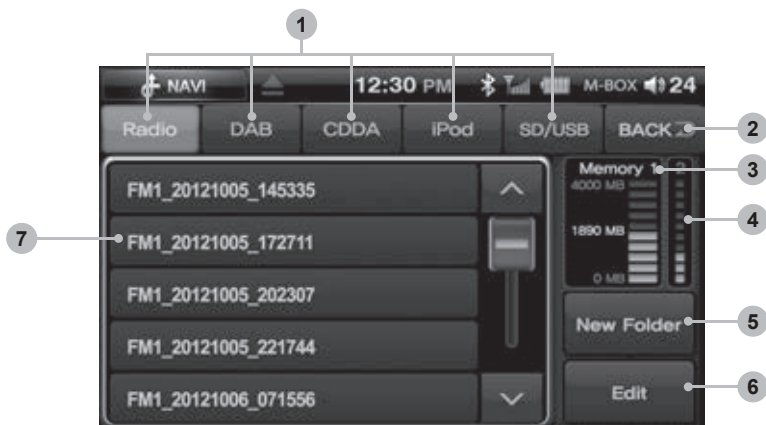 1
NAVI 12:30 PM M-BOX 24
Radio DAB CDDA iPod SD/USB BACK 2
Memory 1 2 3
4000 MB
FM1_20121005_145335
4
7 FM1_20121005_172711 1890 MB
FM1_20121005_202307 0 MB
New Folder 5
FM1_20121005_221744
FM1_20121006_071556 Edit 6